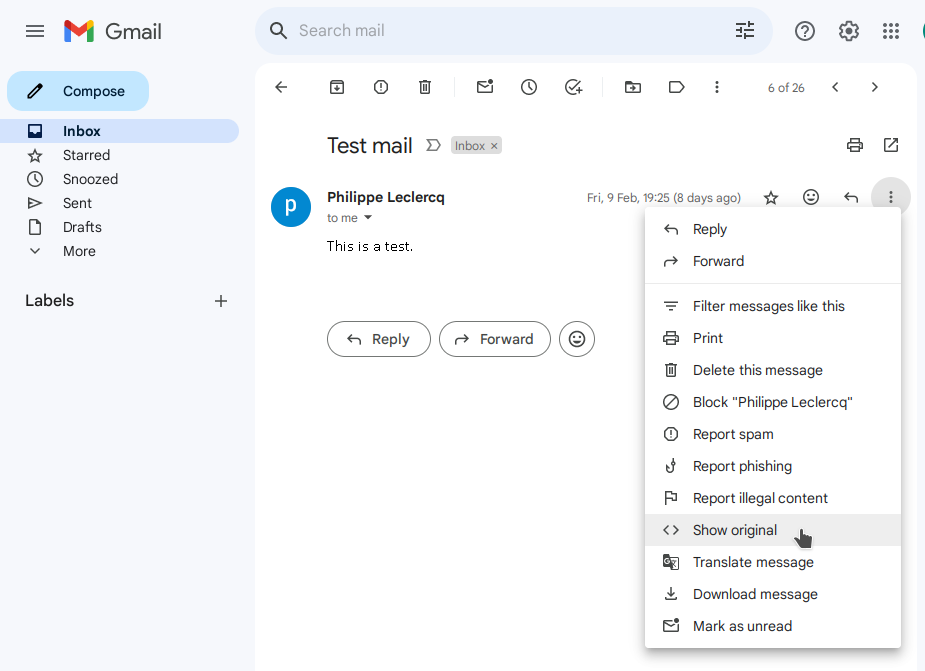 Gmail
Search mail
Compose
6 of 26
Inbox
Starred
Snoozed
Sent
Drafts
More
Labels
Test mail
Inbox ×
Philippe Leclercq
Fri, 9 Feb, 19:25 (8 days ago)
to me
p
This is a test.
Reply
Forward
Reply
Forward
Filter messages like this
Print
Delete this message
Block "Philippe Leclercq"
Report spam
Report phishing
Report illegal content
Show original
Translate message
Download message
Mark as unread